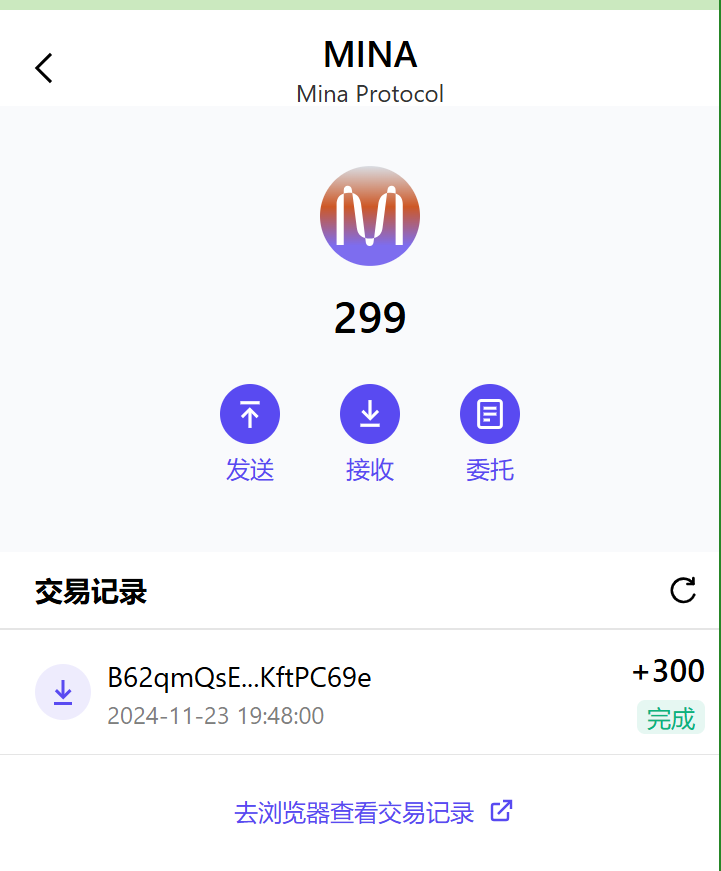 MINA
Mina Protocol
299
发送 接收 委托
交易记录
B62qmQsE...KftPC69e +300
2024-11-23 19:48:00 完成
去浏览器查看交易记录